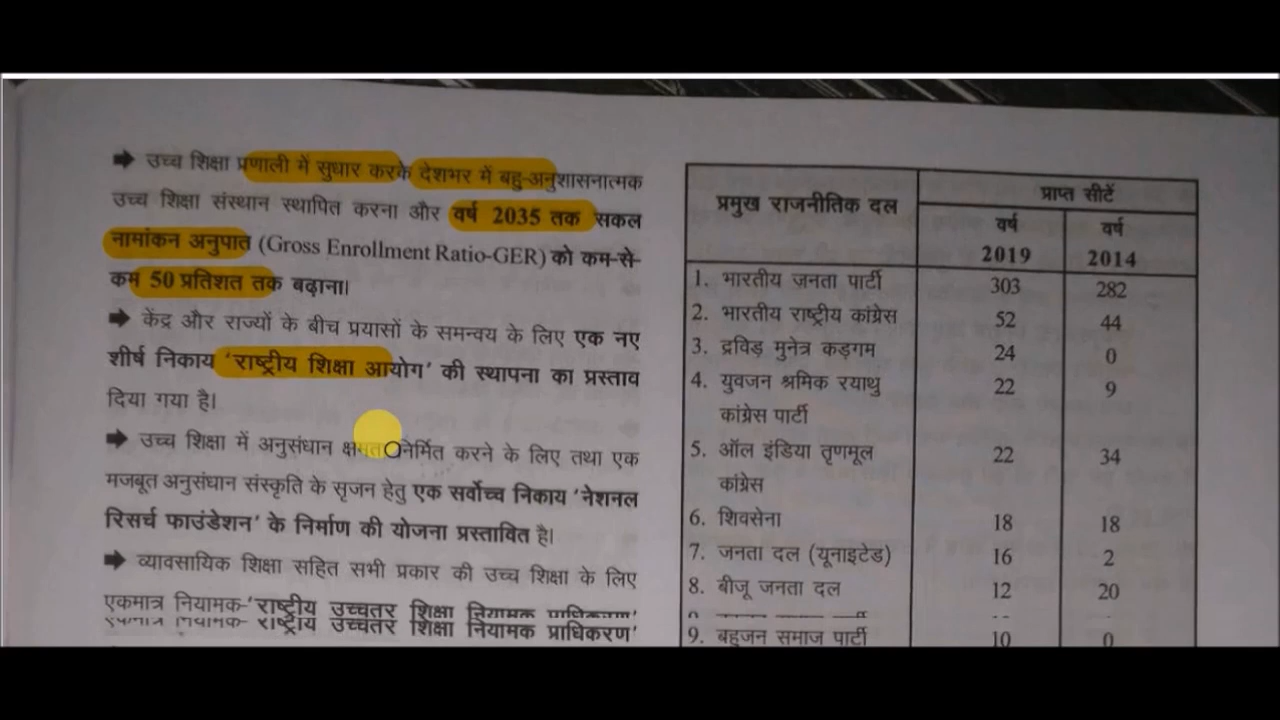 ➡ उच्च शिक्षा प्रणाली में सुधार करके देशभर में बहु-अनुशासनात्मक
उच्च शिक्षा संस्थान स्थापित करना और वर्ष 2035 तक सकल
नामांकन अनुपात (Gross Enrollment Ratio-GER) को कम-से-
कम 50 प्रतिशत तक बढ़ाना।
➡ केंद्र और राज्यों के बीच प्रयासों के समन्वय के लिए एक नए
शीर्ष निकाय 'राष्ट्रीय शिक्षा आयोग' की स्थापना का प्रस्ताव
दिया गया है।
➡ उच्च शिक्षा में अनुसंधान क्षमता निर्मित करने के लिए तथा एक
मजबूत अनुसंधान संस्कृति के सृजन हेतु एक सर्वोच्च निकाय 'नेशनल
रिसर्च फाउंडेशन' के निर्माण की योजना प्रस्तावित है।
➡ व्यावसायिक शिक्षा सहित सभी प्रकार की उच्च शिक्षा के लिए
एकमात्र नियामक-'राष्ट्रीय उच्चतर शिक्षा नियामक प्राधिकरण'
प्रमुख राजनीतिक दल प्राप्त सीटें
वर्ष वर्ष
2019 2014
1. भारतीय जनता पार्टी 303 282
2. भारतीय राष्ट्रीय कांग्रेस 52 44
3. द्रविड़ मुनेत्र कड़गम 24 0
4. युवजन श्रमिक रयाथु 22 9
कांग्रेस पार्टी
5. ऑल इंडिया तृणमूल 22 34
कांग्रेस
6. शिवसेना 18 18
7. जनता दल (यूनाइटेड) 16 2
8. बीजू जनता दल 12 20
9. बहुजन समाज पार्टी 10 0